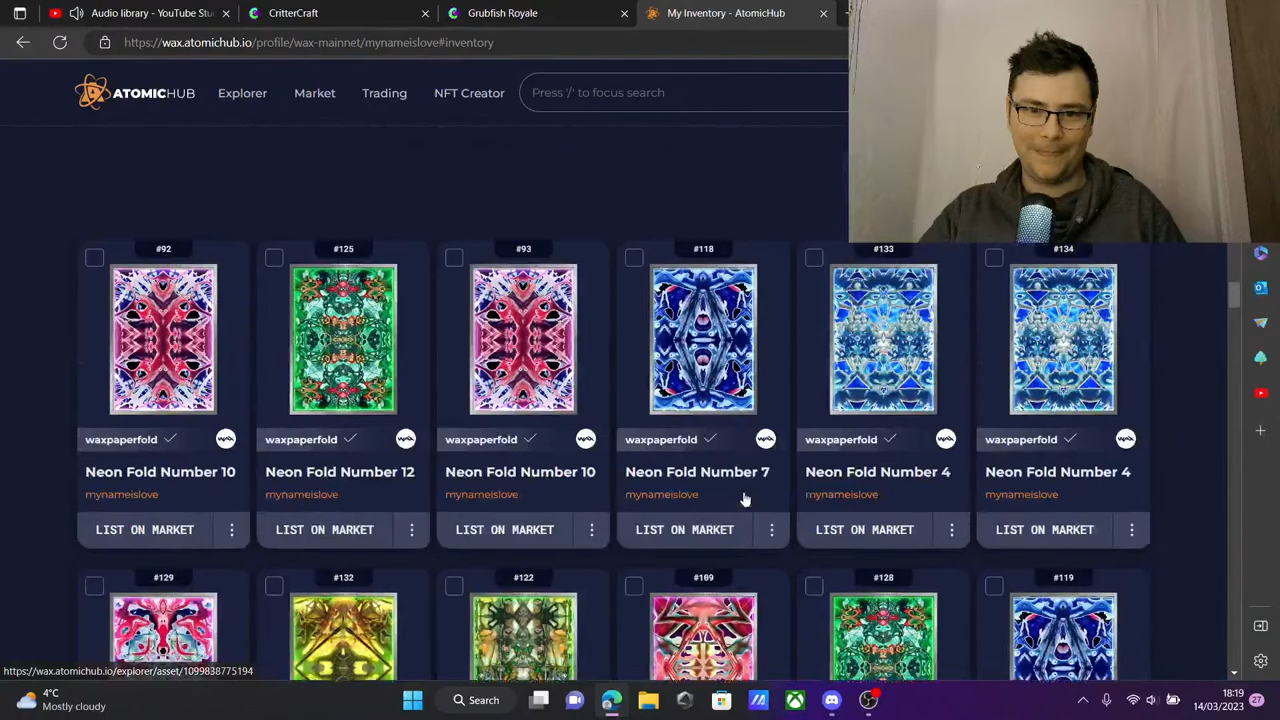 Audio library - YouTube Stu
CritterCraft
Grubfish Royale
My Inventory - AtomicHub
https://wax.atomichub.io/profile/wax-mainnet/mynameislove#inventory
ATOMICHUB
Explorer
Market
Trading
NFT Creator
Press '/' to focus search
#92
#125
#93
#118
#133
#134
waxpaperfold
waxpaperfold
waxpaperfold
waxpaperfold
waxpaperfold
waxpaperfold
Neon Fold Number 10
Neon Fold Number 12
Neon Fold Number 10
Neon Fold Number 7
Neon Fold Number 4
Neon Fold Number 4
mynameislove
mynameislove
mynameislove
mynameislove
mynameislove
mynameislove
LIST ON MARKET
LIST ON MARKET
LIST ON MARKET
LIST ON MARKET
LIST ON MARKET
LIST ON MARKET
#129
#132
#122
#109
#128
#119
https://wax.atomichub.io/explorer/asset/1099838775194
4°C
Mostly cloudy
Search
18:19
14/03/2023
27